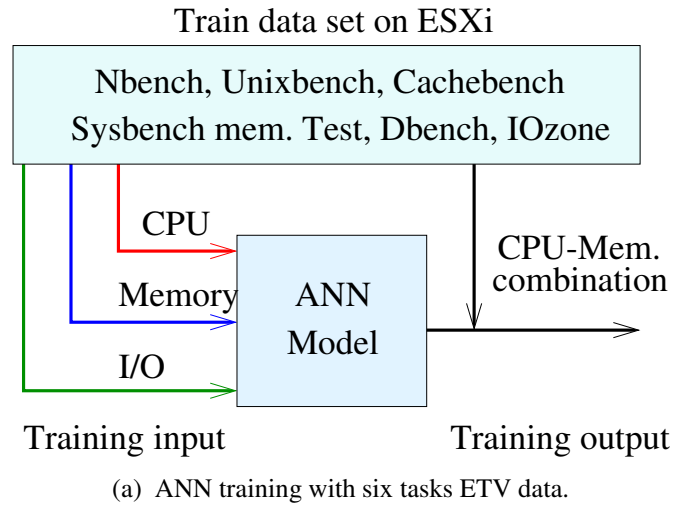 Train data set on ESXi
Nbench, Unixbench, Cachebench
Sysbench mem. Test, Dbench, IOzone
CPU
CPU-Mem.
combination
Memory
ANN
Model
I/O
Training input
Training output
(a) ANN training with six tasks ETV data.